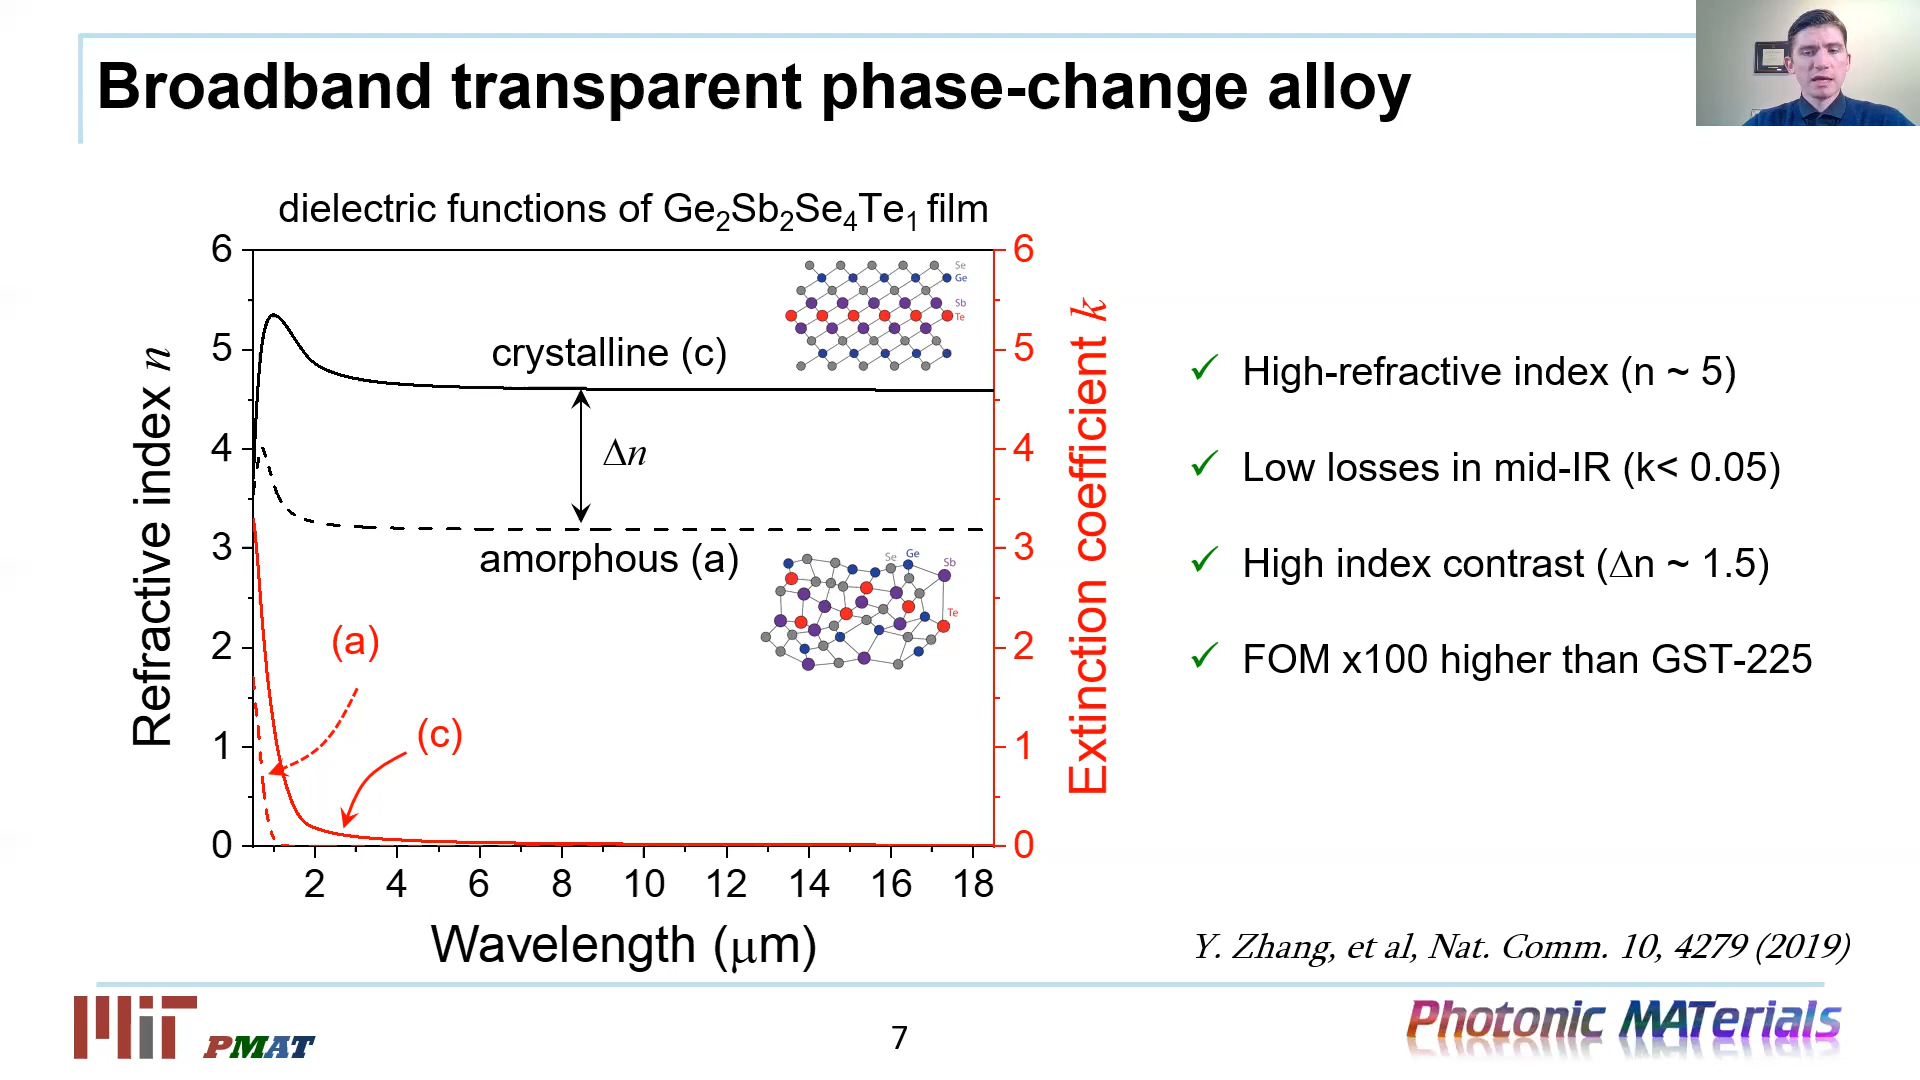 Broadband transparent phase-change alloy
dielectric functions of Ge₂Sb₂Se₄Te₁ film
6
5
4
3
2
1
0
Refractive index n
6
5
4
3
2
1
0
Extinction coefficient k
crystalline (c)
Δn
amorphous (a)
(a)
(c)
Se
Ge
Sb
Te
Se
Ge
Sb
Te
2 4 6 8 10 12 14 16 18
Wavelength (μm)
✓ High-refractive index (n ~ 5)
✓ Low losses in mid-IR (k< 0.05)
✓ High index contrast (Δn ~ 1.5)
✓ FOM x100 higher than GST-225
Y. Zhang, et al, Nat. Comm. 10, 4279 (2019)
MIT PMAT
7
Photonic MATerials